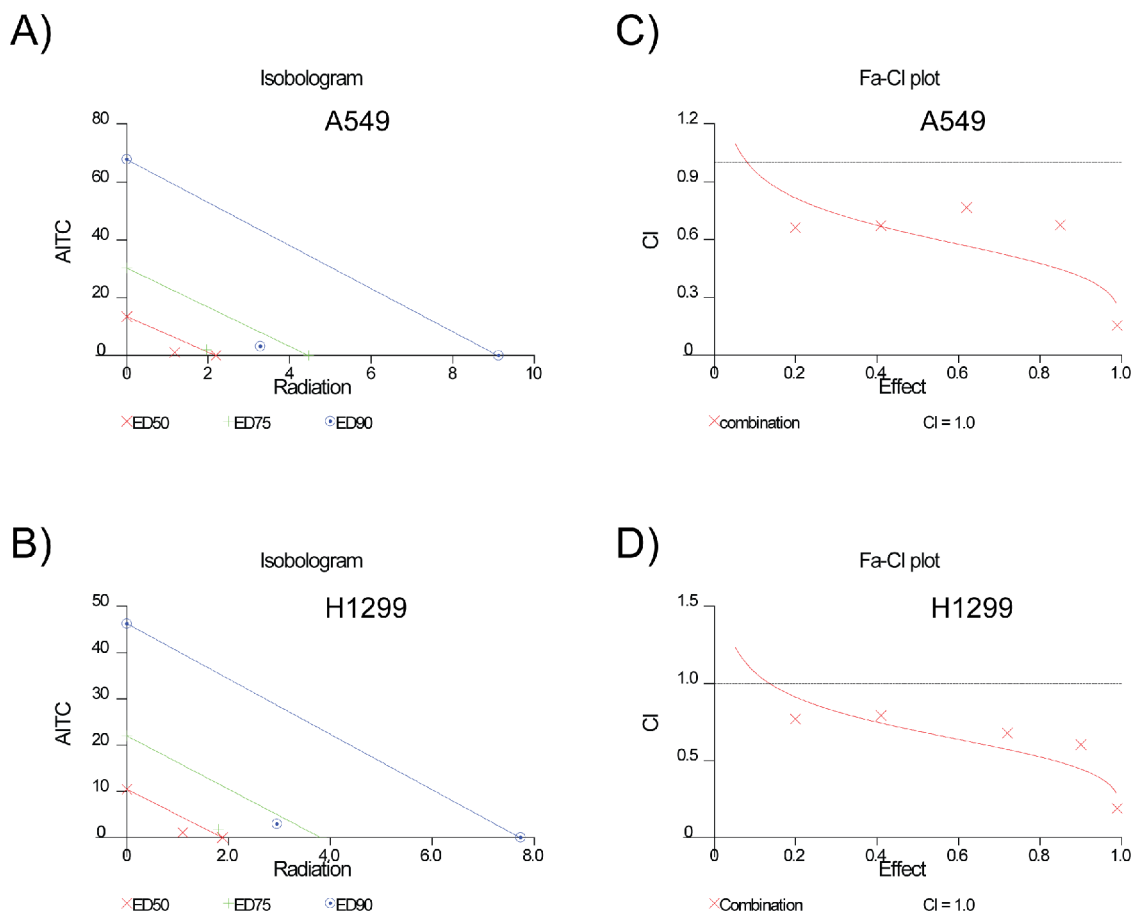 A)
Isobologram
A549
80
60
40
20
0
AITC
0 2 4 6 8 10
Radiation
ED50 ED75 ED90
C)
Fa-CI plot
A549
1.2
0.9
0.6
0.3
0
CI
0 0.2 0.4 0.6 0.8 1.0
Effect
combination CI = 1.0
B)
Isobologram
H1299
50
40
30
20
10
0
AITC
0 2.0 4.0 6.0 8.0
Radiation
ED50 ED75 ED90
D)
Fa-CI plot
H1299
1.5
1.0
0.5
0
CI
0 0.2 0.4 0.6 0.8 1.0
Effect
Combination CI = 1.0